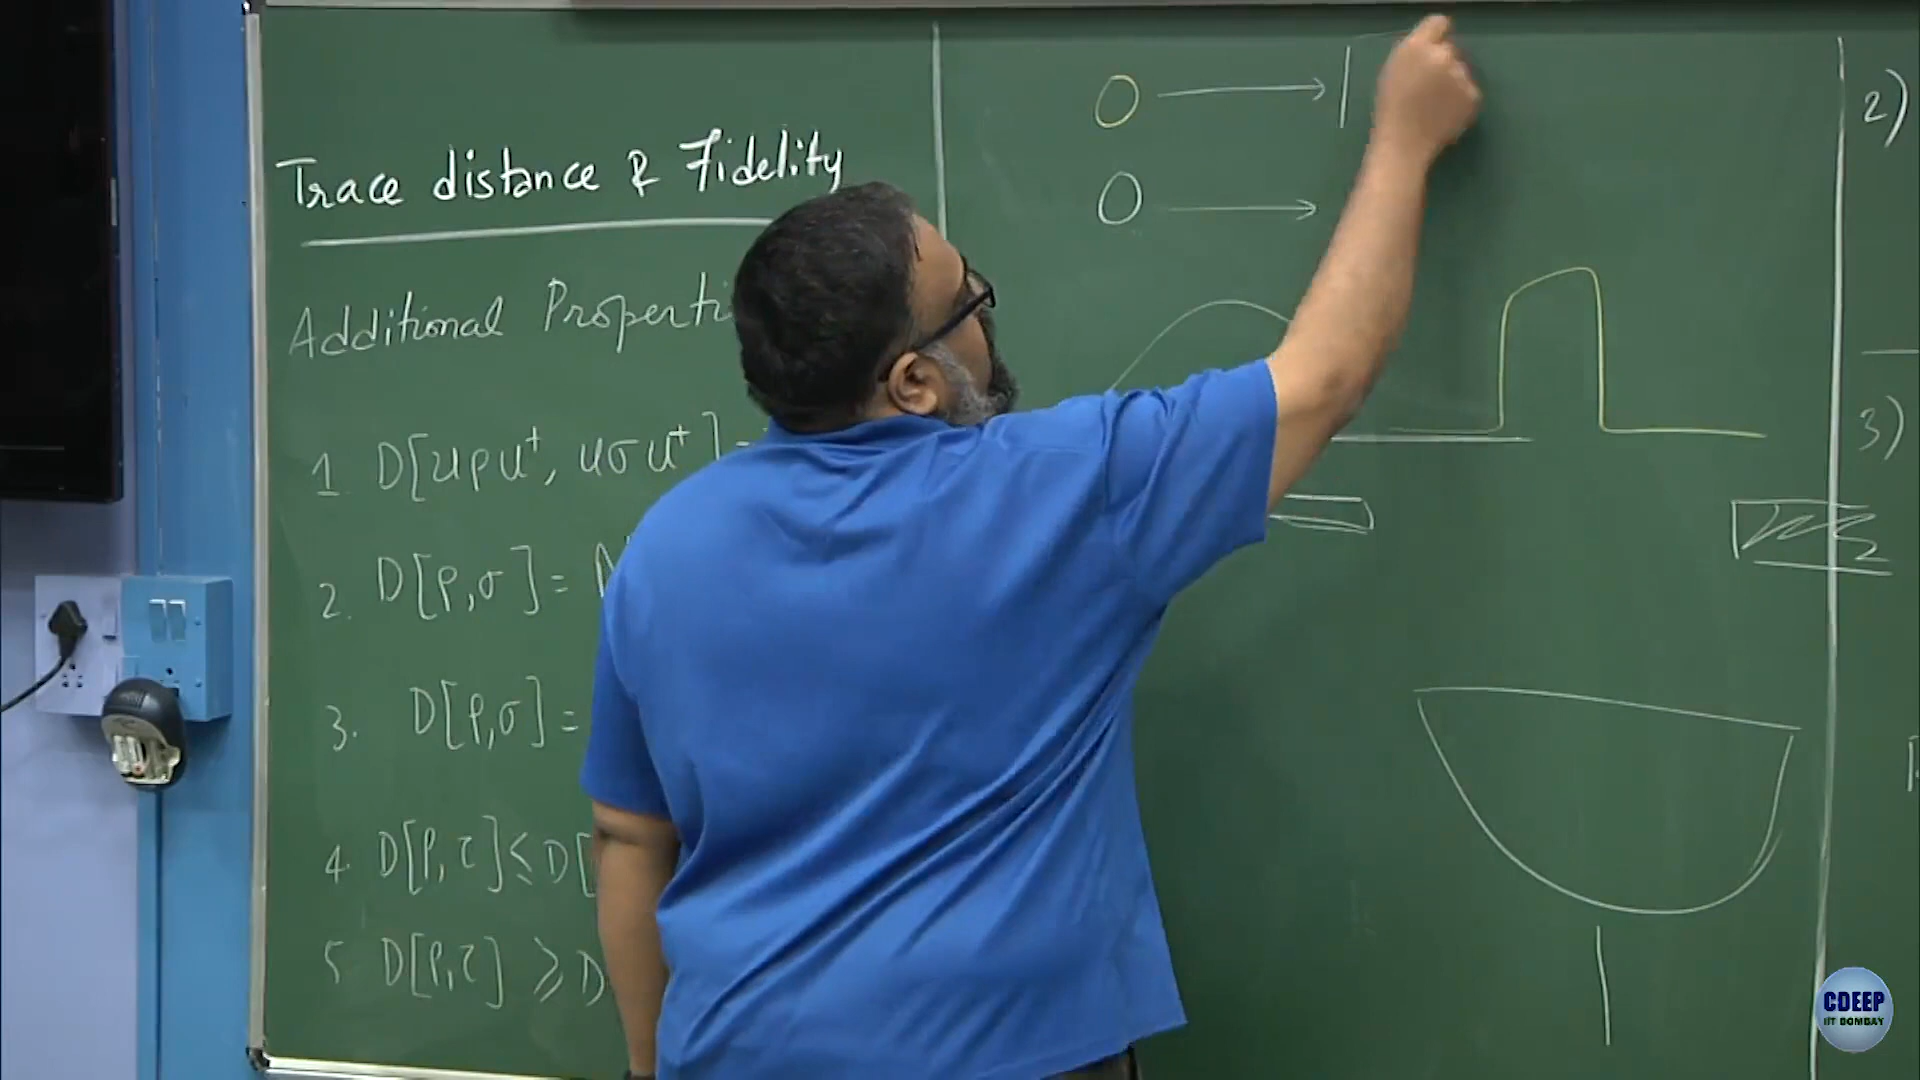 Trace distance & Fidelity
Additional Properti
1 D[uρu†, uσu†]
2. D[ρ,σ] =
3. D[ρ,σ] =
4. D[ρ,τ] ≤ D[
5 D[ρ,τ] ≥ D
0 → |
0 →
2)
3)
CDEEP
IIT BOMBAY